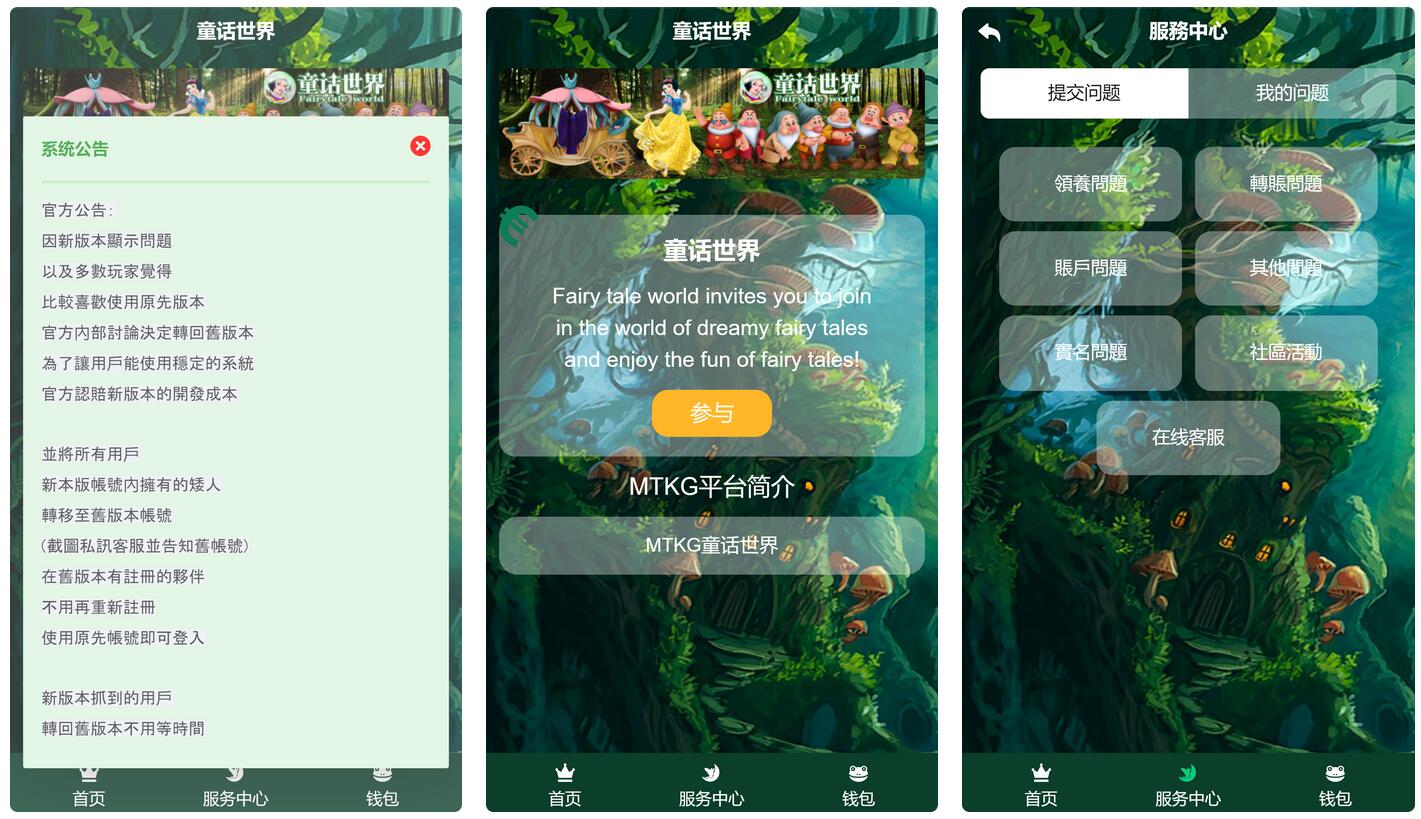 童话世界
童话世界
Fairytale world
系统公告
官方公告:
因新版本顯示問題
以及多數玩家覺得
比較喜歡使用原先版本
官方内部討論決定轉回舊版本
為了讓用戶能使用穩定的系統
官方認賠新版本的開發成本
並將所有用戶
新本版帳號内擁有的矮人
轉移至舊版本帳號
(截圖私訊客服並告知舊帳號)
在舊版本有註冊的夥伴
不用再重新註冊
使用原先帳號即可登入
新版本抓到的用戶
轉回舊版本不用等時間
首页
服务中心
钱包
童话世界
童话世界
Fairytale world
童话世界
Fairy tale world invites you to join
in the world of dreamy fairy tales
and enjoy the fun of fairy tales!
参与
MTKG平台简介
MTKG童话世界
首页
服务中心
钱包
服務中心
提交问题
我的问题
領養問題
轉賬問題
賬戶問題
其他問題
實名問題
社區活動
在线客服
首页
服务中心
钱包